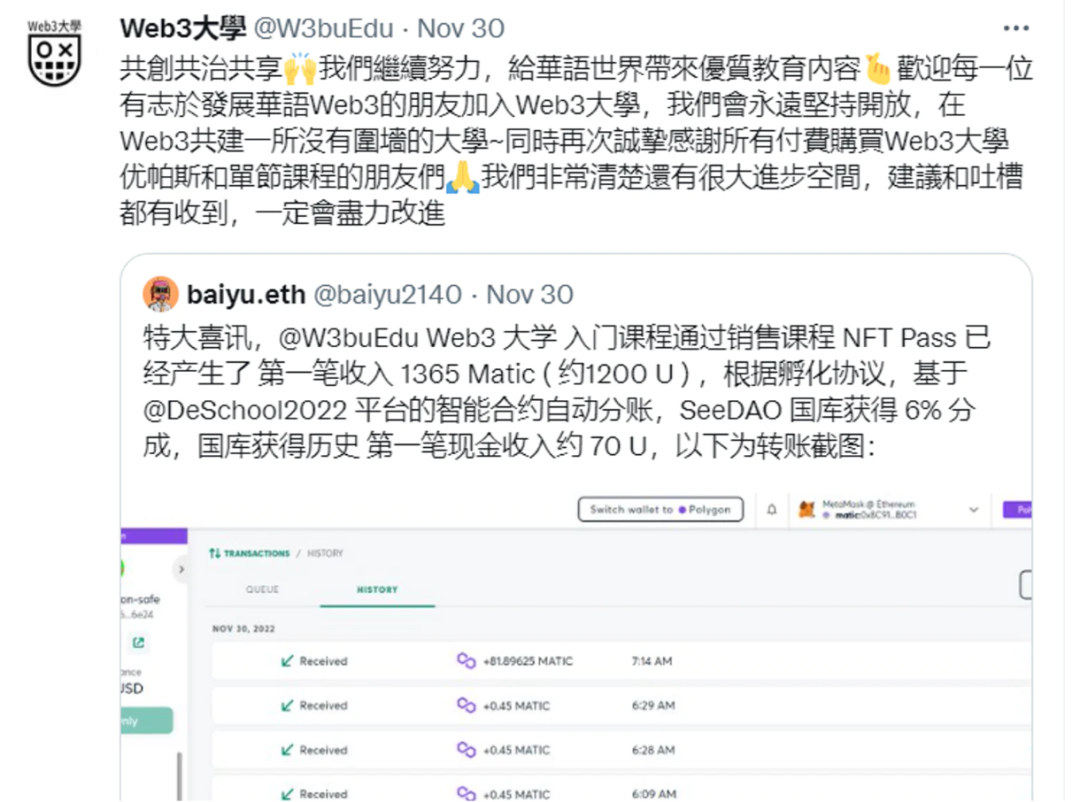 Web3大學
Web3大學 @W3buEdu · Nov 30
共創共治共享🙌我們繼續努力，給華語世界帶來優質教育內容🫰歡迎每一位
有志於發展華語Web3的朋友加入Web3大學，我們會永遠堅持開放，在
Web3共建一所沒有圍墻的大學~同時再次誠摯感謝所有付費購買Web3大學
优帕斯和單節課程的朋友們🙏我們非常清楚還有很大進步空間，建議和吐槽
都有收到，一定會盡力改進
baiyu.eth @baiyu2140 · Nov 30
特大喜讯，@W3buEdu Web3 大学 入门课程通过销售课程 NFT Pass 已
经产生了 第一笔收入 1365 Matic ( 约1200 U ) ，根据孵化协议，基于
@DeSchool2022 平台的智能合约自动分账，SeeDAO 国库获得 6% 分
成，国库获得历史 第一笔现金收入约 70 U，以下为转账截图：
Switch wallet to Polygon
MetaMask @ Ethereum
matic:0x8C91...80C1
TRANSACTIONS / HISTORY
QUEUE HISTORY
on-safe
...6e24
NOV 30, 2022
Received +81.89625 MATIC 7:14 AM
Received +0.45 MATIC 6:29 AM
Received +0.45 MATIC 6:28 AM
Received +0.45 MATIC 6:09 AM